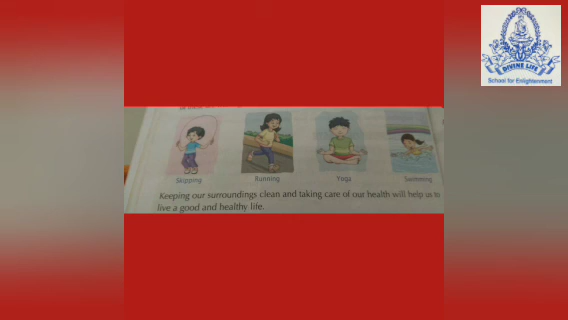 DIVINE LIFE
School for Enlightenment
Skipping
Running
Yoga
Swimming
Keeping our surroundings clean and taking care of our health will help us to
live a good and healthy life.